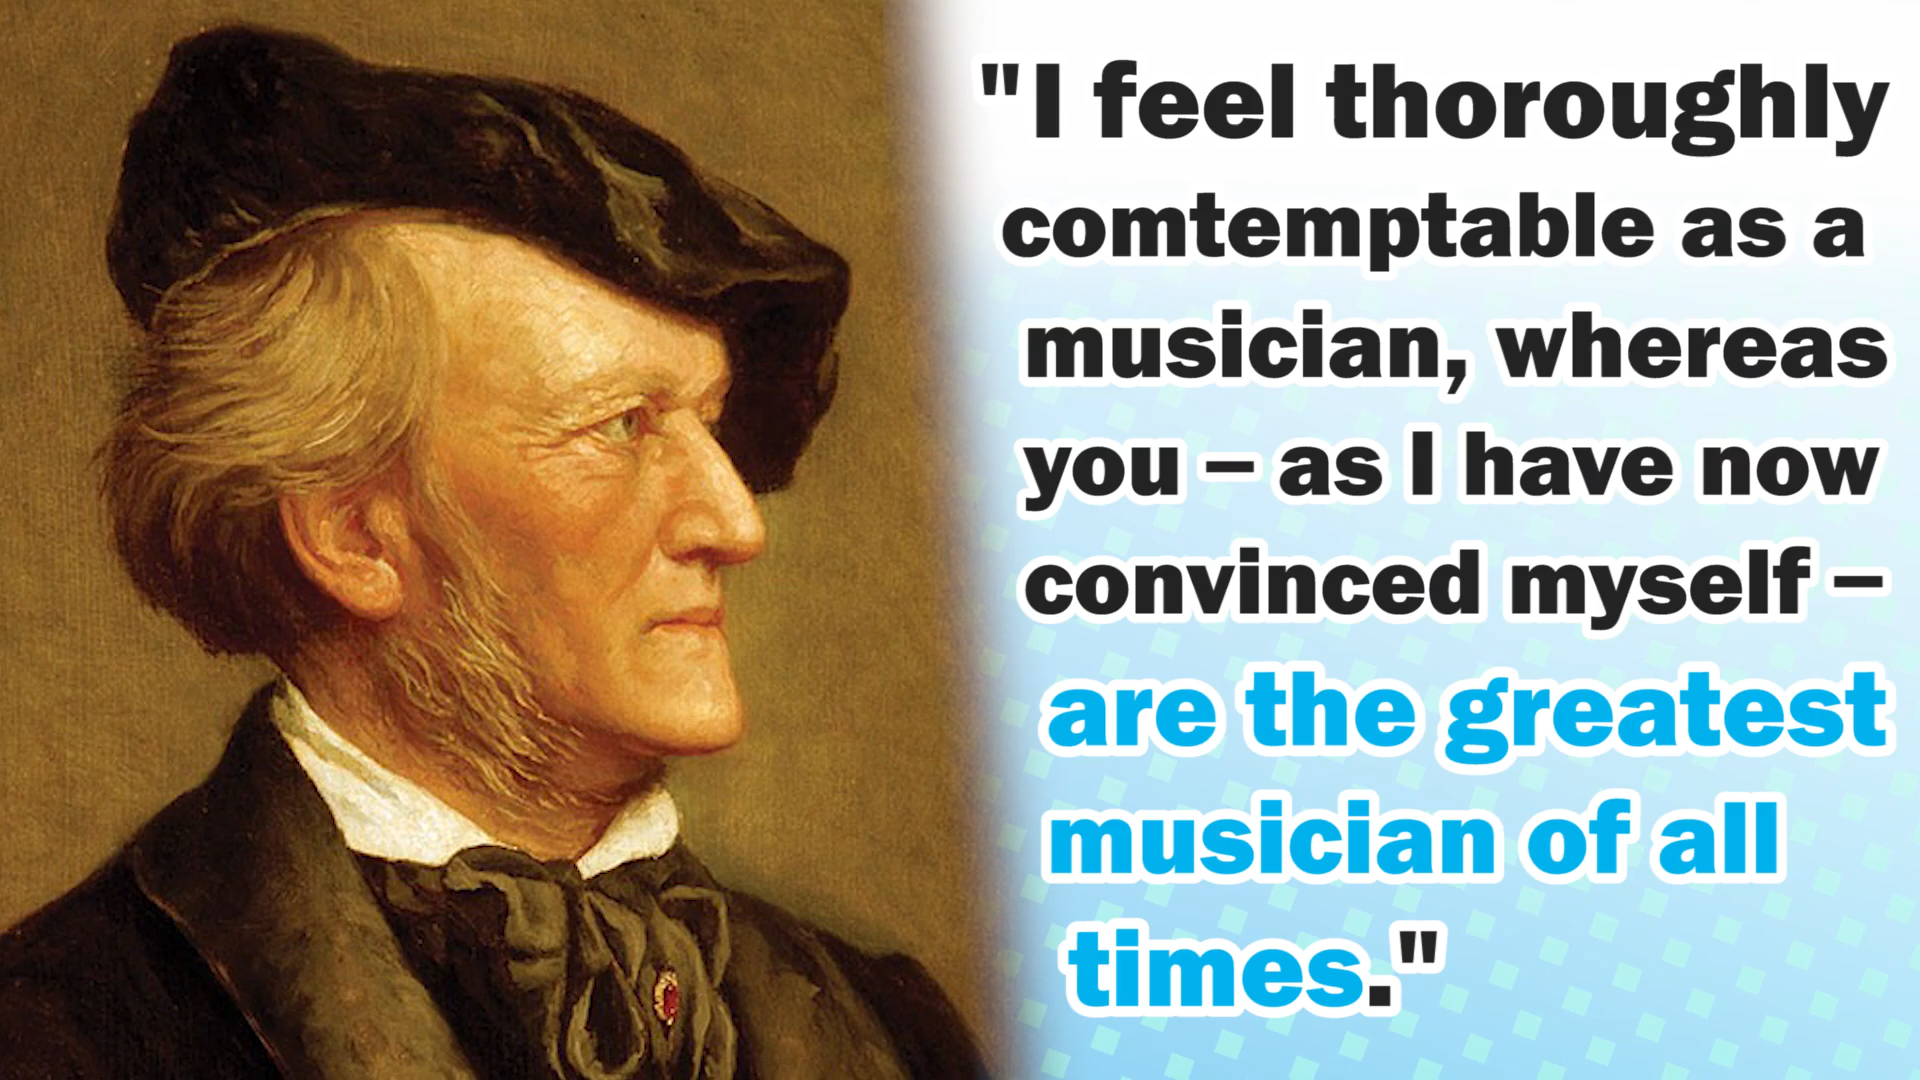 "I feel thoroughly
comtemptable as a
musician, whereas
you – as I have now
convinced myself –
are the greatest
musician of all
times."